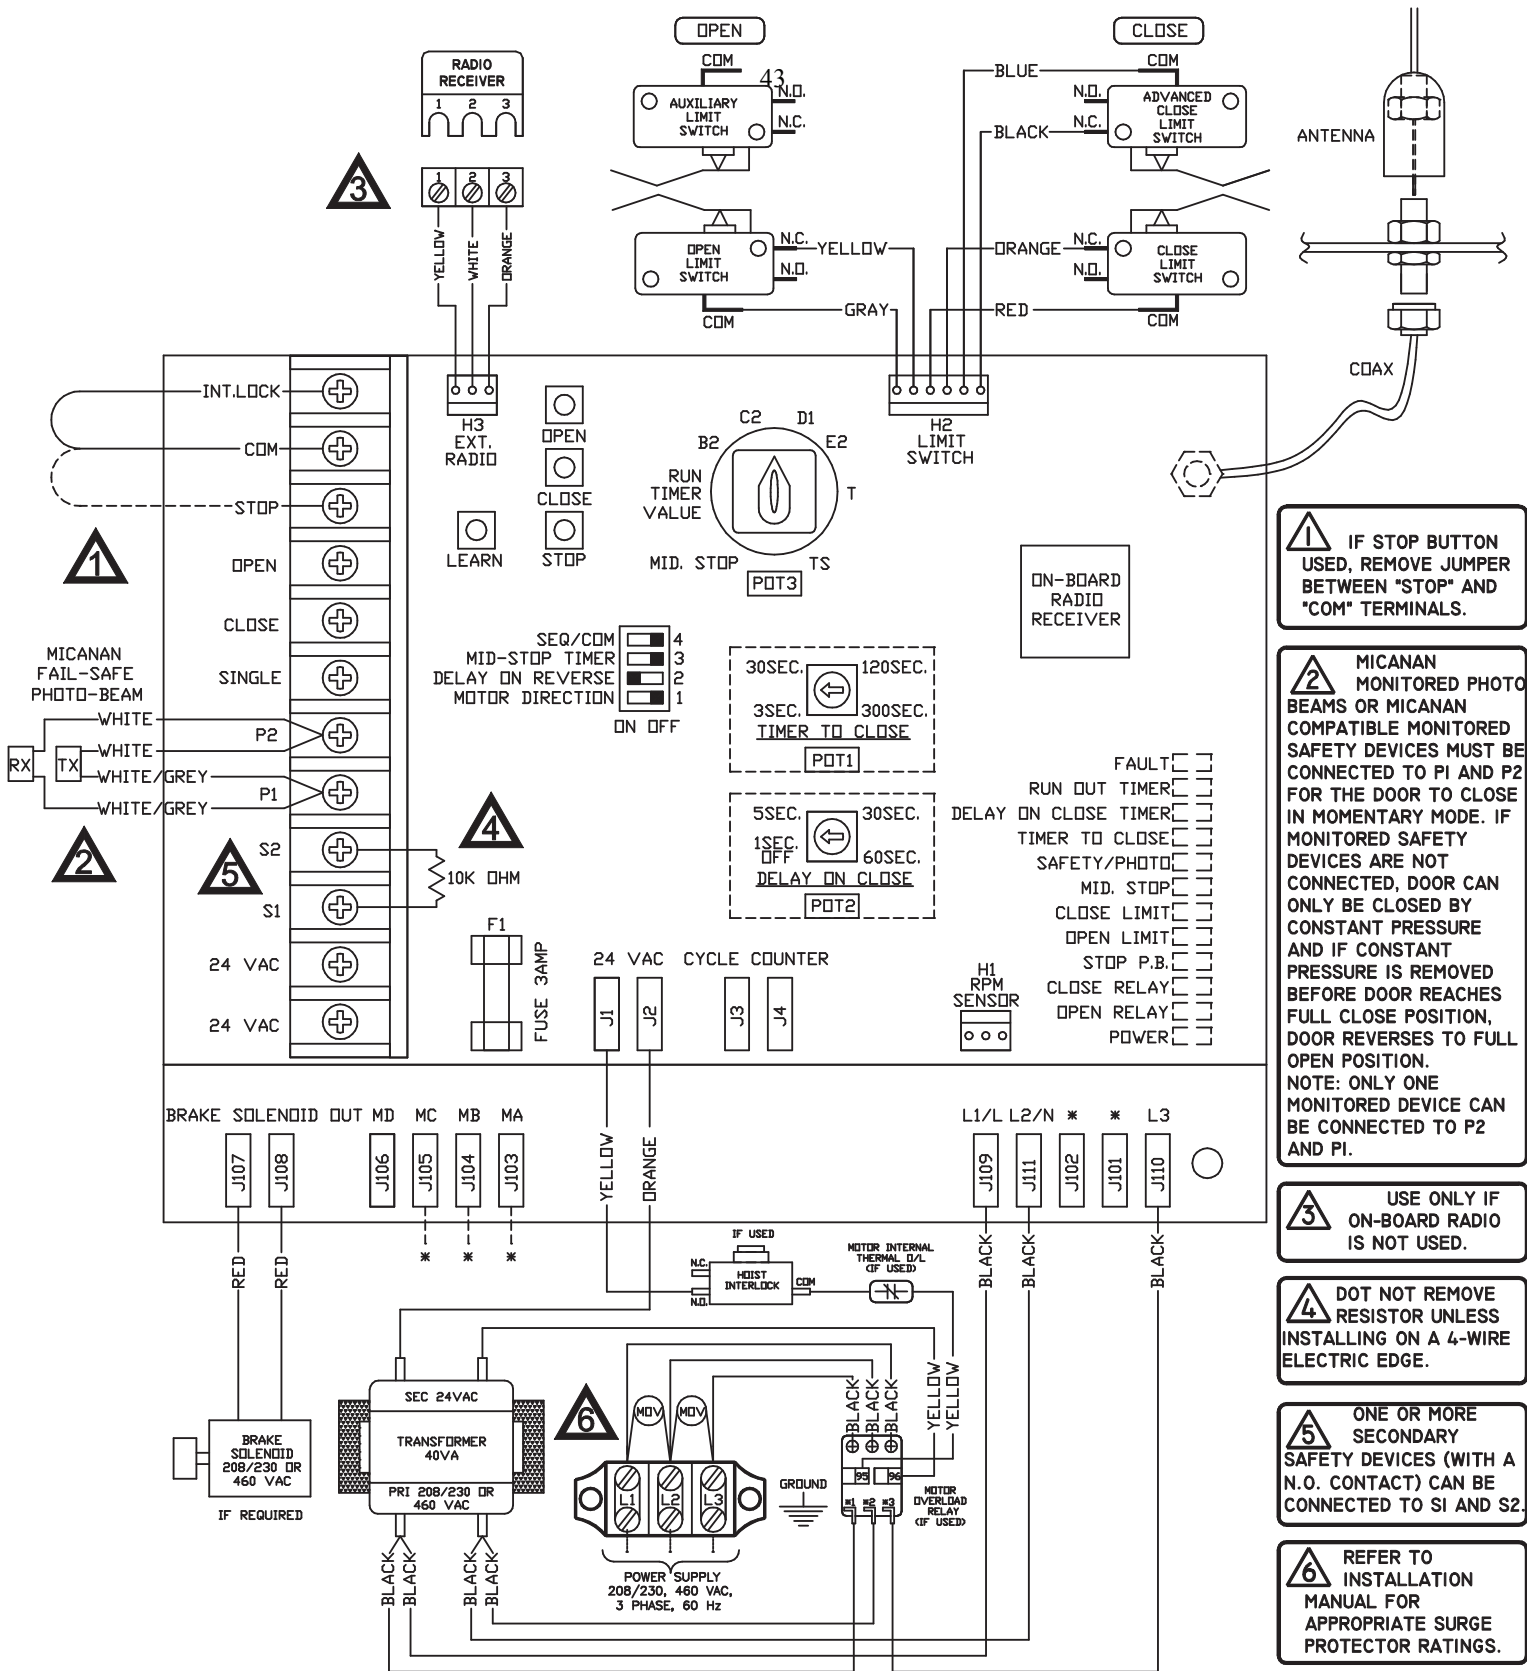 OPEN
CLOSE
RADIO
RECEIVER
1 2 3
1 2 3
3
YELLOW
WHITE
ORANGE
COM
43
N.O.
N.C.
AUXILIARY
LIMIT
SWITCH
N.C.
N.O.
OPEN
LIMIT
SWITCH
COM
YELLOW
GRAY
BLUE
BLACK
ORANGE
RED
COM
N.O.
N.C.
ADVANCED
CLOSE
LIMIT
SWITCH
N.C.
N.O.
CLOSE
LIMIT
SWITCH
COM
ANTENNA
COAX
INT.LOCK
COM
STOP
OPEN
CLOSE
SINGLE
P2
P1
S2
S1
24 VAC
24 VAC
1
MICANAN
FAIL-SAFE
PHOTO-BEAM
WHITE
WHITE
WHITE/GREY
WHITE/GREY
RX
TX
2
5
4
10K OHM
H3
EXT.
RADIO
OPEN
CLOSE
STOP
LEARN
H2
LIMIT
SWITCH
RUN
TIMER
VALUE
B2
C2
D1
E2
T
TS
MID. STOP
POT3
ON-BOARD
RADIO
RECEIVER
SEQ/COM 4
MID-STOP TIMER 3
DELAY ON REVERSE 2
MOTOR DIRECTION 1
ON OFF
30SEC. 120SEC.
3SEC. 300SEC.
TIMER TO CLOSE
POT1
5SEC. 30SEC.
1SEC.
OFF
60SEC.
DELAY ON CLOSE
POT2
FAULT
RUN OUT TIMER
DELAY ON CLOSE TIMER
TIMER TO CLOSE
SAFETY/PHOTO
MID. STOP
CLOSE LIMIT
OPEN LIMIT
STOP P.B.
CLOSE RELAY
OPEN RELAY
POWER
F1
FUSE 3AMP
24 VAC CYCLE COUNTER
J1
J2
J3
J4
H1
RPM
SENSOR
BRAKE SOLENOID OUT MD MC MB MA
J107
J108
J106
J105
J104
J103
* * *
L1/L L2/N * * L3
J109
J111
J102
J101
J110
YELLOW
ORANGE
RED
RED
BLACK
BLACK
BLACK
IF USED
N.C.
N.O.
HOIST
INTERLOCK
COM
MOTOR INTERNAL
THERMAL O/L
(IF USED)
BRAKE
SOLENOID
208/230 OR
460 VAC
IF REQUIRED
SEC 24VAC
TRANSFORMER
40VA
PRI 208/230 OR
460 VAC
BLACK
BLACK
BLACK
BLACK
6
MOV
MOV
L1
L2
L3
POWER SUPPLY
208/230, 460 VAC,
3 PHASE, 60 Hz
GROUND
BLACK
BLACK
BLACK
YELLOW
YELLOW
95
96
*1 *2 *3
MOTOR
OVERLOAD
RELAY
(IF USED)
1 IF STOP BUTTON
USED, REMOVE JUMPER
BETWEEN "STOP" AND
"COM" TERMINALS.
2 MICANAN
MONITORED PHOTO
BEAMS OR MICANAN
COMPATIBLE MONITORED
SAFETY DEVICES MUST BE
CONNECTED TO P1 AND P2
FOR THE DOOR TO CLOSE
IN MOMENTARY MODE. IF
MONITORED SAFETY
DEVICES ARE NOT
CONNECTED, DOOR CAN
ONLY BE CLOSED BY
CONSTANT PRESSURE
AND IF CONSTANT
PRESSURE IS REMOVED
BEFORE DOOR REACHES
FULL CLOSE POSITION,
DOOR REVERSES TO FULL
OPEN POSITION.
NOTE: ONLY ONE
MONITORED DEVICE CAN
BE CONNECTED TO P2
AND P1.
3 USE ONLY IF
ON-BOARD RADIO
IS NOT USED.
4 DOT NOT REMOVE
RESISTOR UNLESS
INSTALLING ON A 4-WIRE
ELECTRIC EDGE.
5 ONE OR MORE
SECONDARY
SAFETY DEVICES (WITH A
N.O. CONTACT) CAN BE
CONNECTED TO S1 AND S2.
6 REFER TO
INSTALLATION
MANUAL FOR
APPROPRIATE SURGE
PROTECTOR RATINGS.